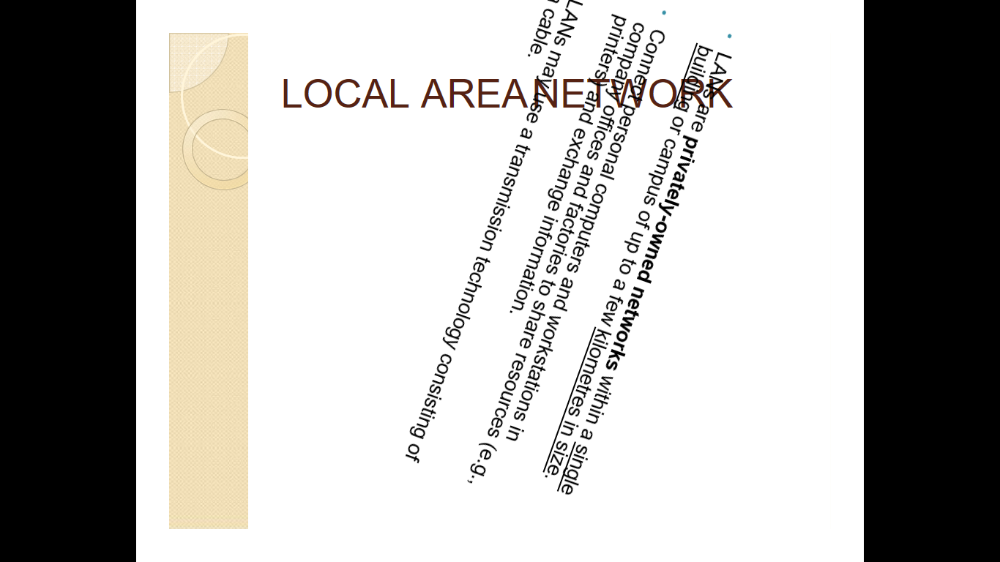 LOCAL AREA NETWORK
• LANs are privately-owned networks within a single
building or campus of up to a few kilometres in size.
• Connect personal computers and workstations in
company offices and factories to share resources (e.g.,
printers) and exchange information.
LANs may use a transmission technology consisting of
a cable.